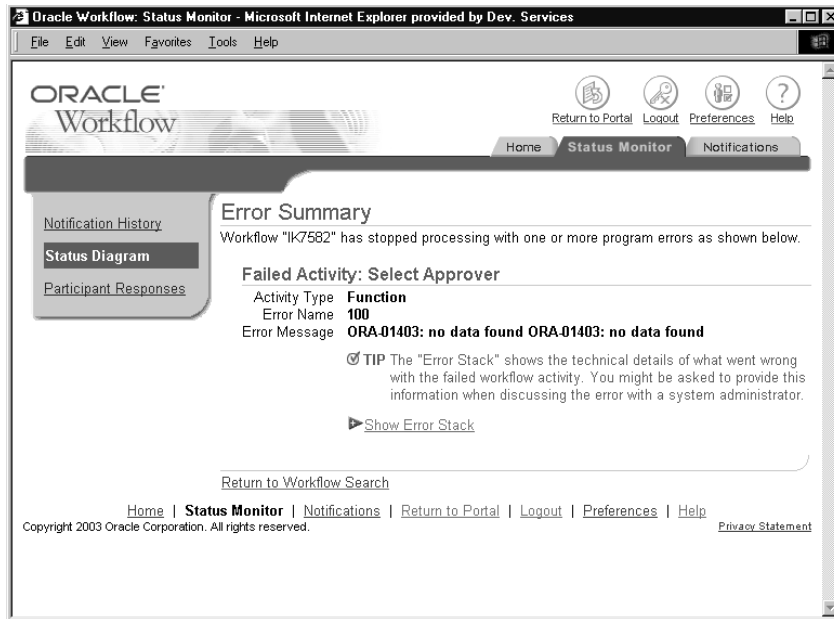 Oracle Workflow: Status Monitor - Microsoft Internet Explorer provided by Dev. Services
File Edit View Favorites Tools Help
ORACLE'
Workflow
Return to Portal Logout Preferences Help
Home Status Monitor Notifications
Notification History
Status Diagram
Participant Responses
Error Summary
Workflow "IK7582" has stopped processing with one or more program errors as shown below.
Failed Activity: Select Approver
Activity Type Function
Error Name 100
Error Message ORA-01403: no data found ORA-01403: no data found
TIP The "Error Stack" shows the technical details of what went wrong
with the failed workflow activity. You might be asked to provide this
information when discussing the error with a system administrator.
Show Error Stack
Return to Workflow Search
Home | Status Monitor | Notifications | Return to Portal | Logout | Preferences | Help
Copyright 2003 Oracle Corporation. All rights reserved.
Privacy Statement